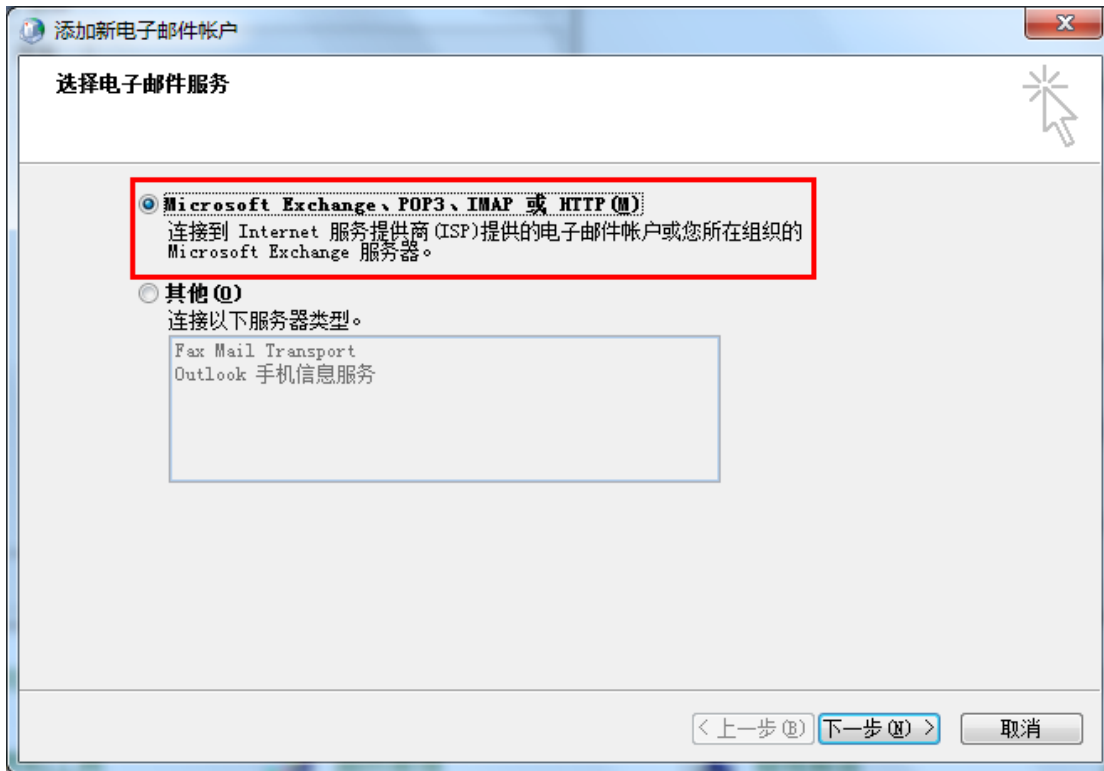 添加新电子邮件帐户
选择电子邮件服务
Microsoft Exchange、POP3、IMAP 或 HTTP(M)
连接到 Internet 服务提供商(ISP)提供的电子邮件帐户或您所在组织的
Microsoft Exchange 服务器。
其他(O)
连接以下服务器类型。
Fax Mail Transport
Outlook 手机信息服务
< 上一步(B) 下一步(N) > 取消